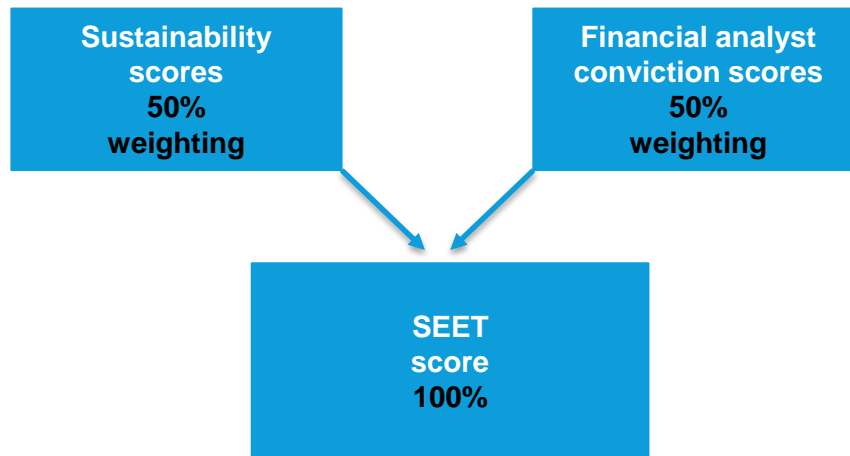 Sustainability
scores
50%
weighting
Financial analyst
conviction scores
50%
weighting
SEET
score
100%